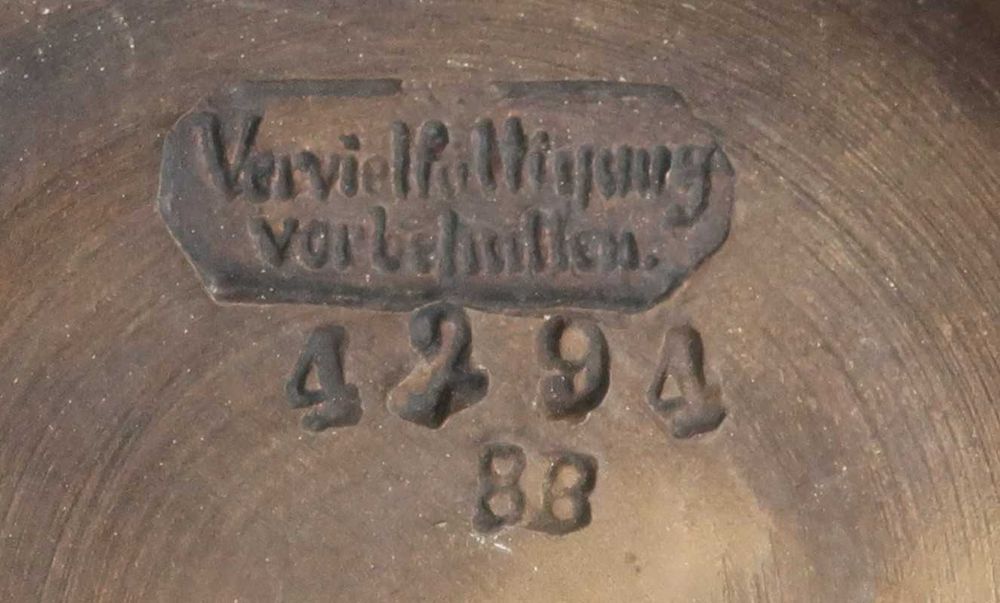 Vervielfältigung
vorbehalten.
4294
88